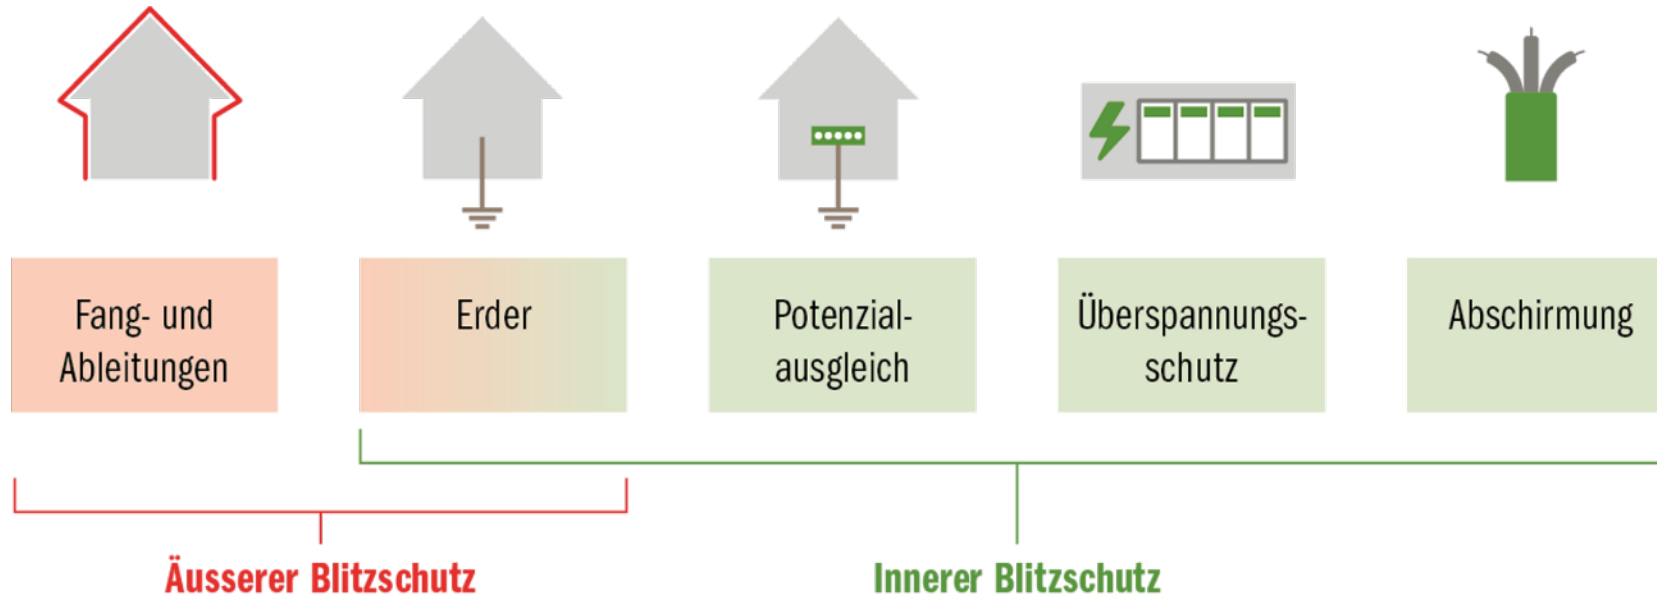 Fang- und
Ableitungen
Erder
Potenzial-
ausgleich
Überspannungs-
schutz
Abschirmung
Äusserer Blitzschutz
Innerer Blitzschutz